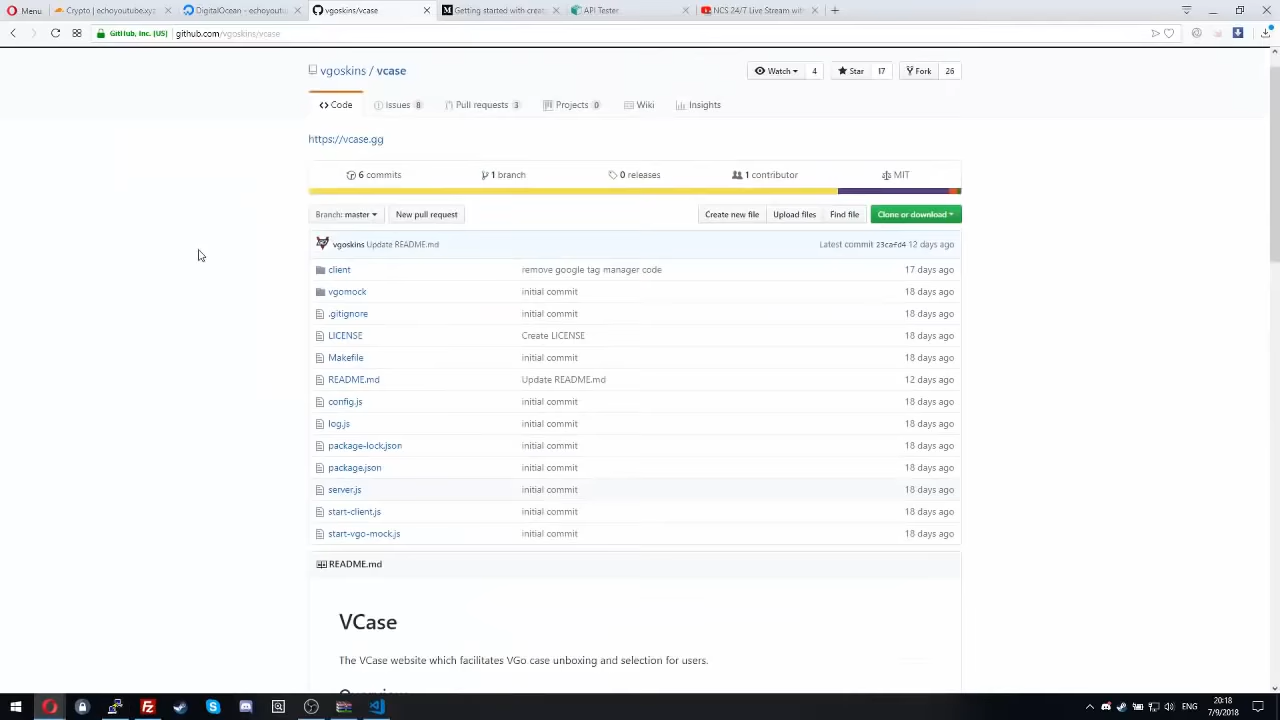 Menu
Crypto | echoyoutube.xyz
DigitalOcean - echoyoutu
vgoskins/vcase
Getting started with creat
API Tester
NCS 24/7 Live Stream with
GitHub, Inc. [US] github.com/vgoskins/vcase
vgoskins / vcase
Watch 4 Star 17 Fork 26
Code Issues 8 Pull requests 3 Projects 0 Wiki Insights
https://vcase.gg
6 commits 1 branch 0 releases 1 contributor MIT
Branch: master New pull request Create new file Upload files Find file Clone or download
vgoskins Update README.md Latest commit 23cafd4 12 days ago
client remove google tag manager code 17 days ago
vgomock initial commit 18 days ago
.gitignore initial commit 18 days ago
LICENSE Create LICENSE 18 days ago
Makefile initial commit 18 days ago
README.md Update README.md 12 days ago
config.js initial commit 18 days ago
log.js initial commit 18 days ago
package-lock.json initial commit 18 days ago
package.json initial commit 18 days ago
server.js initial commit 18 days ago
start-client.js initial commit 18 days ago
start-vgo-mock.js initial commit 18 days ago
README.md
VCase
The VCase website which facilitates VGo case unboxing and selection for users.
ENG
20:18
7/9/2018